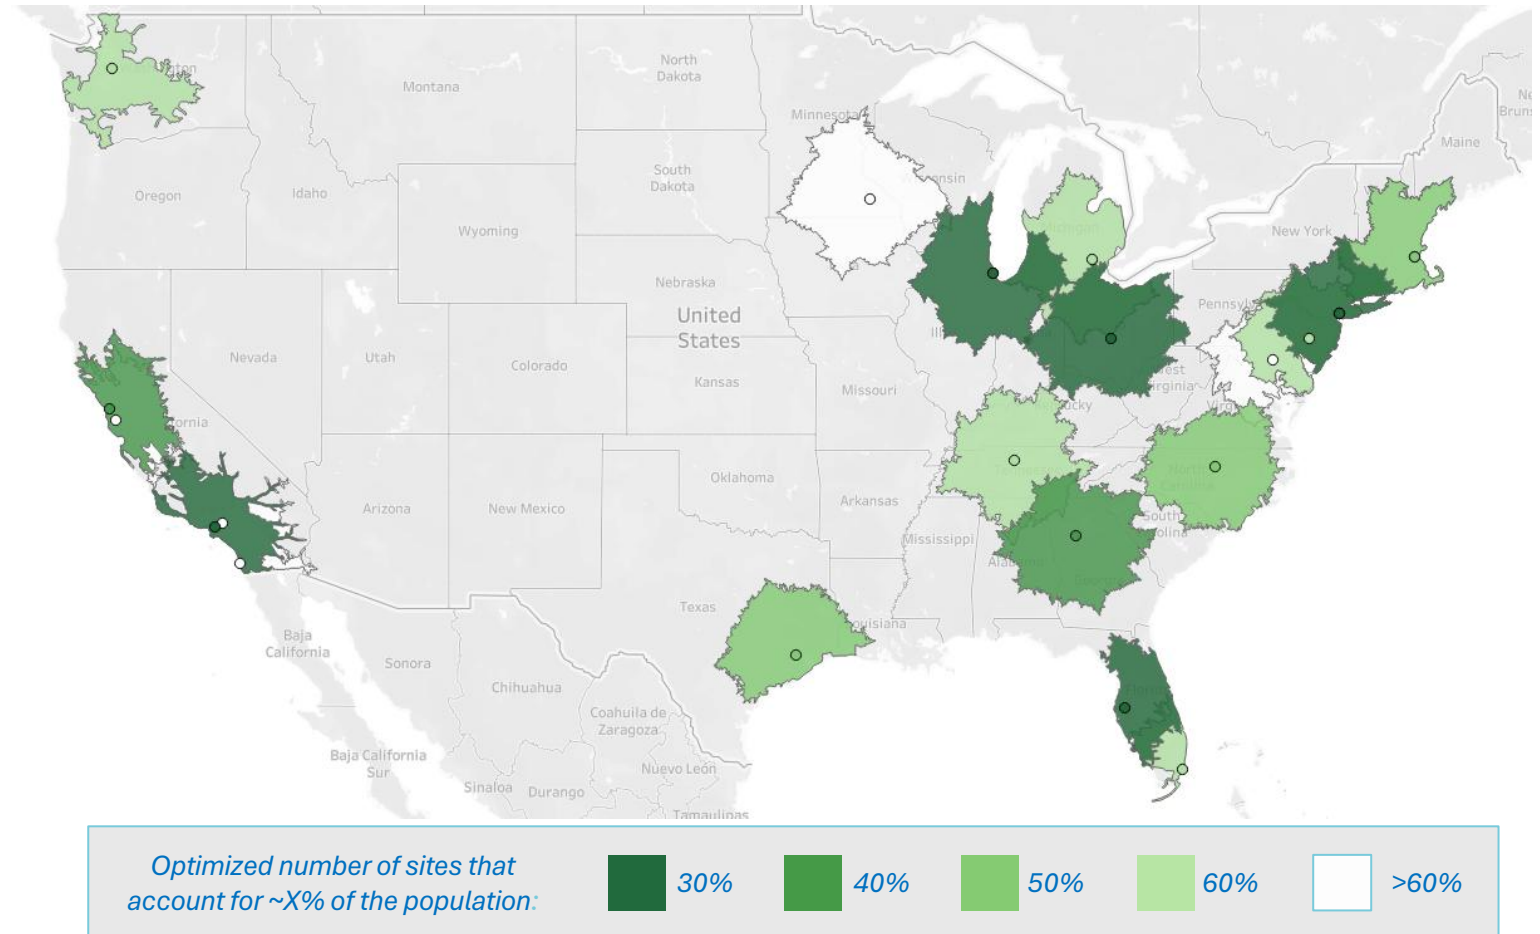 North
Dakota
Montana
Minnesota
Maine
Oregon
Idaho
South
Dakota
Wyoming
New York
Nebraska
United
States
Nevada
Utah
Colorado
Kansas
Missouri
Oklahoma
Arkansas
Arizona
New Mexico
Mississippi
Texas
Baja
California
Sonora
Chihuahua
Coahuila de
Zaragoza
Baja California
Sur
Nuevo León
Sinaloa
Durango
Tamaulipas
Optimized number of sites that
account for ~X% of the population:
30%
40%
50%
60%
>60%